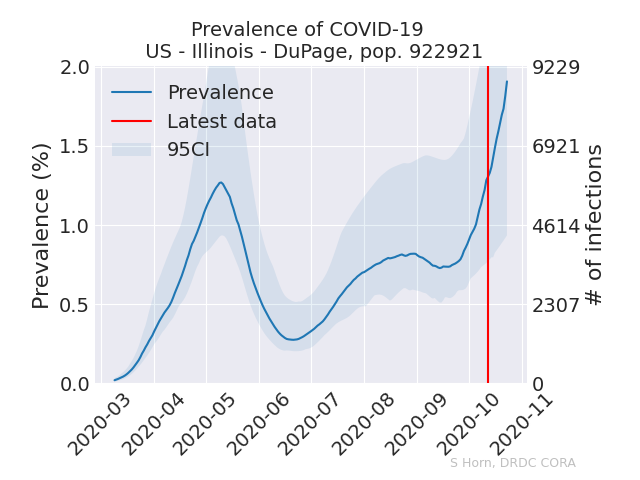 Prevalence of COVID-19
US - Illinois - DuPage, pop. 922921
Prevalence
Latest data
95CI
Prevalence (%)
2.0
1.5
1.0
0.5
0.0
9229
6921
4614
2307
0
# of infections
2020-03
2020-04
2020-05
2020-06
2020-07
2020-08
2020-09
2020-10
2020-11
S Horn, DRDC CORA